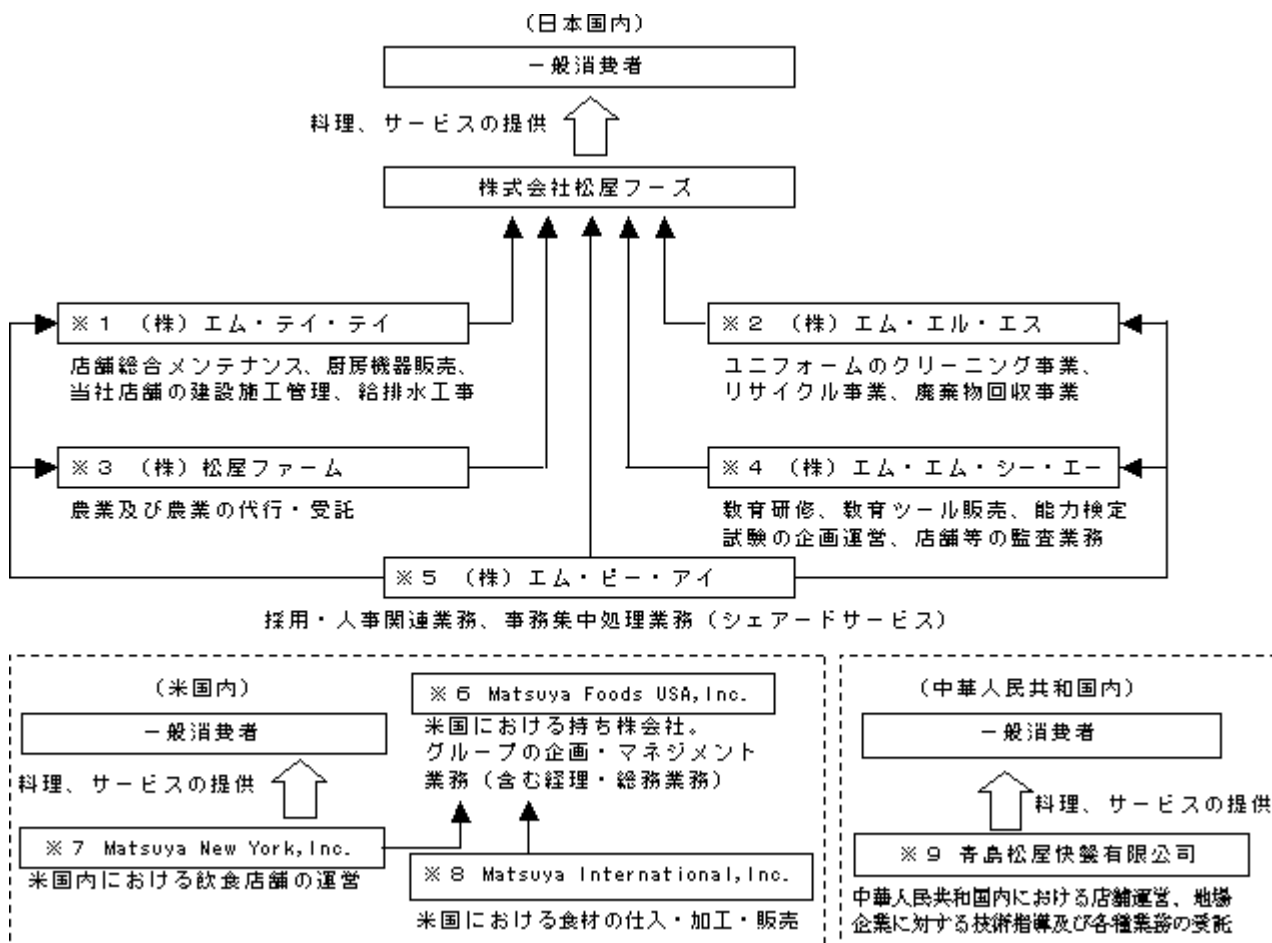 （日本国内）
一般消費者
料理、サービスの提供
株式会社松屋フーズ
※１ （株）エム・テイ・テイ
店舗総合メンテナンス、厨房機器販売、
当社店舗の建設施工管理、給排水工事
※２ （株）エム・エル・エス
ユニフォームのクリーニング事業、
リサイクル事業、廃棄物回収事業
※３ （株）松屋ファーム
農業及び農業の代行・受託
※４ （株）エム・エム・シー・エー
教育研修、教育ツール販売、能力検定
試験の企画運営、店舗等の監査業務
※５ （株）エム・ピー・アイ
採用・人事関連業務、事務集中処理業務（シェアードサービス）
（米国内）
一般消費者
料理、サービスの提供
※６ Matsuya Foods USA,Inc.
米国における持ち株会社。
グループの企画・マネジメント
業務（含む経理・総務業務）
※７ Matsuya New York,Inc.
米国内における飲食店舗の運営
※８ Matsuya International,Inc.
米国における食材の仕入・加工・販売
（中華人民共和国内）
一般消費者
料理、サービスの提供
※９ 青島松屋快餐有限公司
中華人民共和国内における店舗運営、地場
企業に対する技術指導及び各種業務の受託